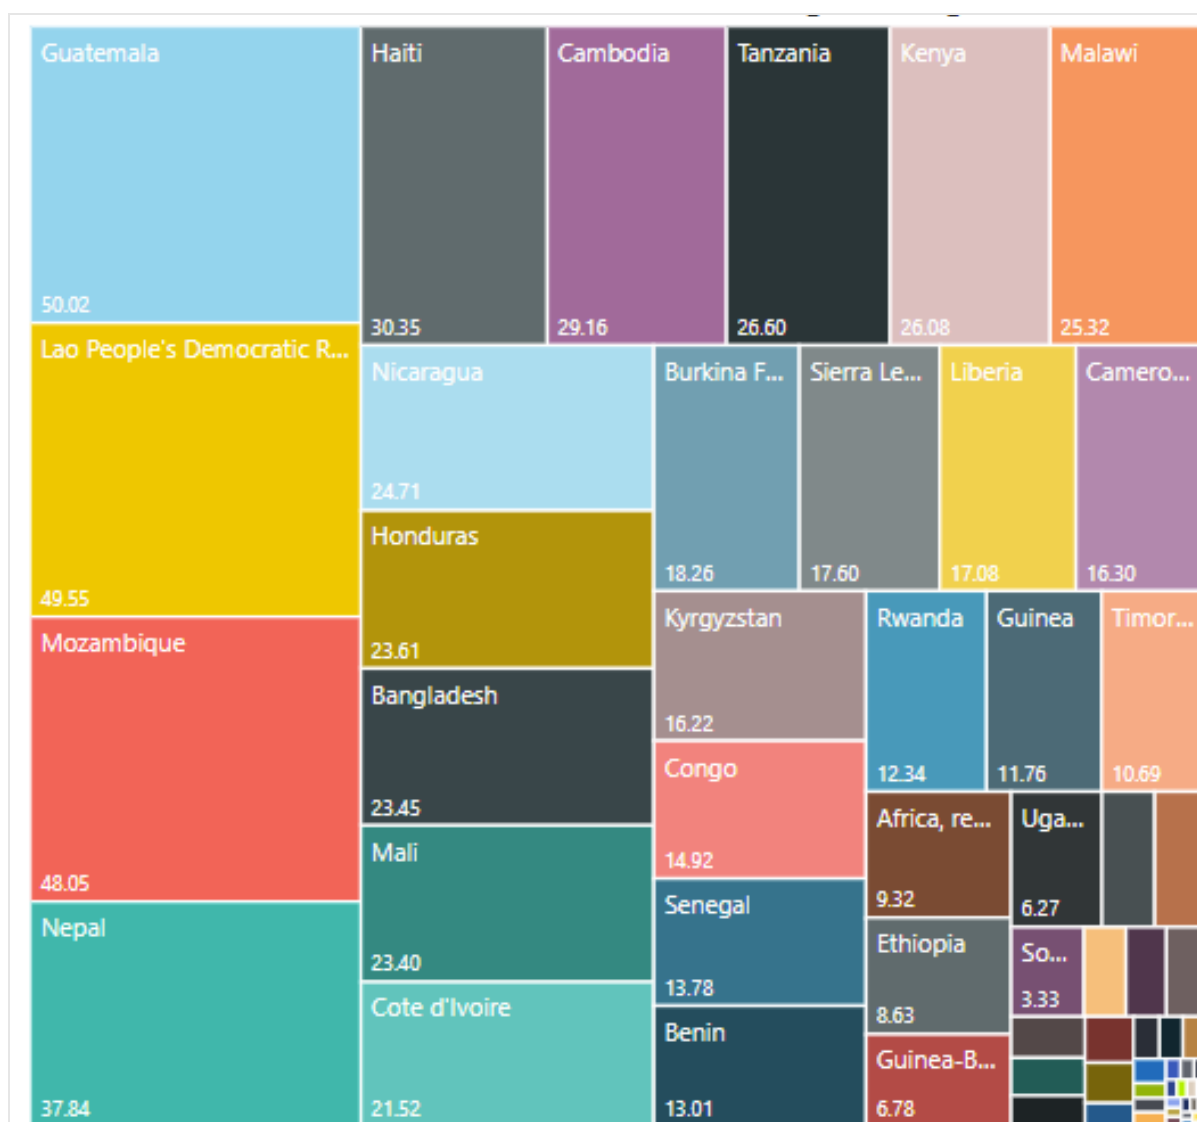 Guatemala
50.02
Lao People's Democratic R...
49.55
Mozambique
48.05
Nepal
37.84
Haiti
30.35
Cambodia
29.16
Tanzania
26.60
Kenya
26.08
Malawi
25.32
Nicaragua
24.71
Honduras
23.61
Bangladesh
23.45
Mali
23.40
Cote d'Ivoire
21.52
Burkina F...
18.26
Sierra Le...
17.60
Liberia
17.08
Camero...
16.30
Kyrgyzstan
16.22
Congo
14.92
Senegal
13.78
Benin
13.01
Rwanda
12.34
Guinea
11.76
Timor...
10.69
Africa, re...
9.32
Ethiopia
8.63
Guinea-B...
6.78
Uga...
6.27
So...
3.33